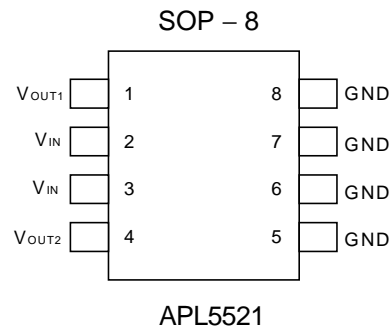 SOP – 8
VOUT1 1 8 GND
VIN 2 7 GND
VIN 3 6 GND
VOUT2 4 5 GND
APL5521